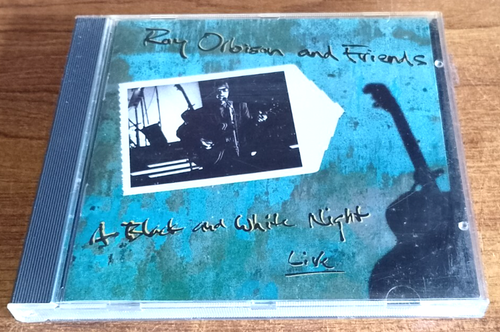 Roy Orbison and Friends
A Black and White Night
Live